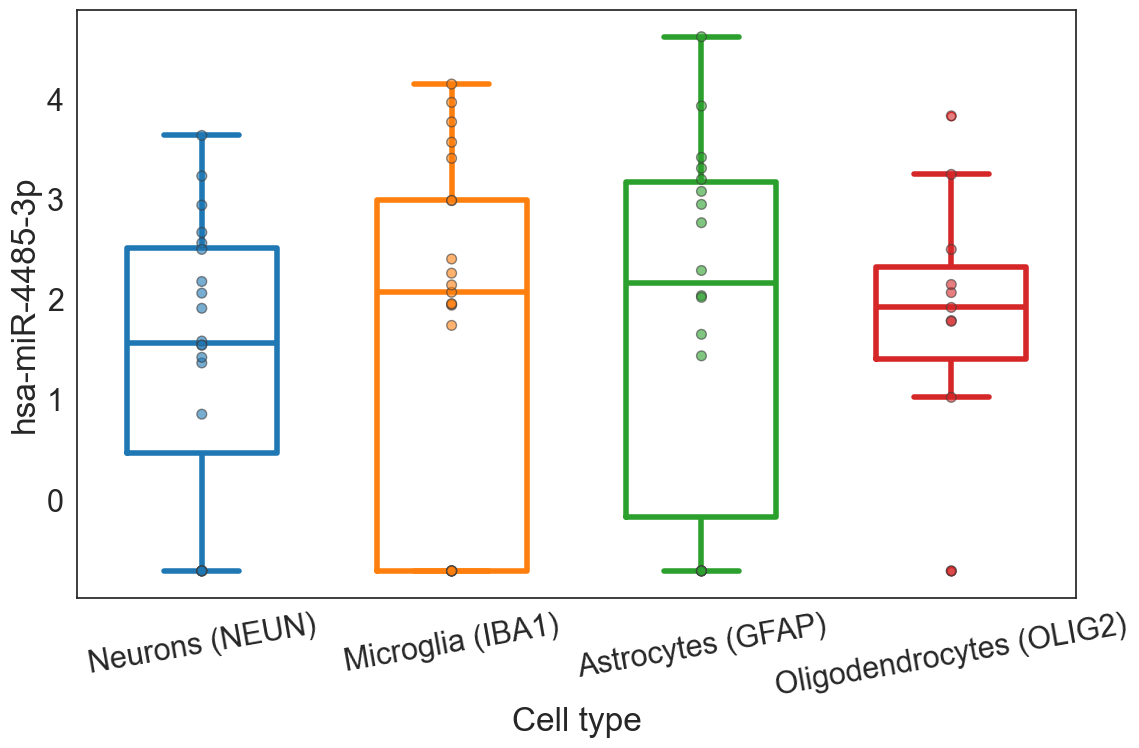 hsa-miR-4485-3p
4
3
2
1
0
Neurons (NEUN)
Microglia (IBA1)
Astrocytes (GFAP)
Oligodendrocytes (OLIG2)
Cell type